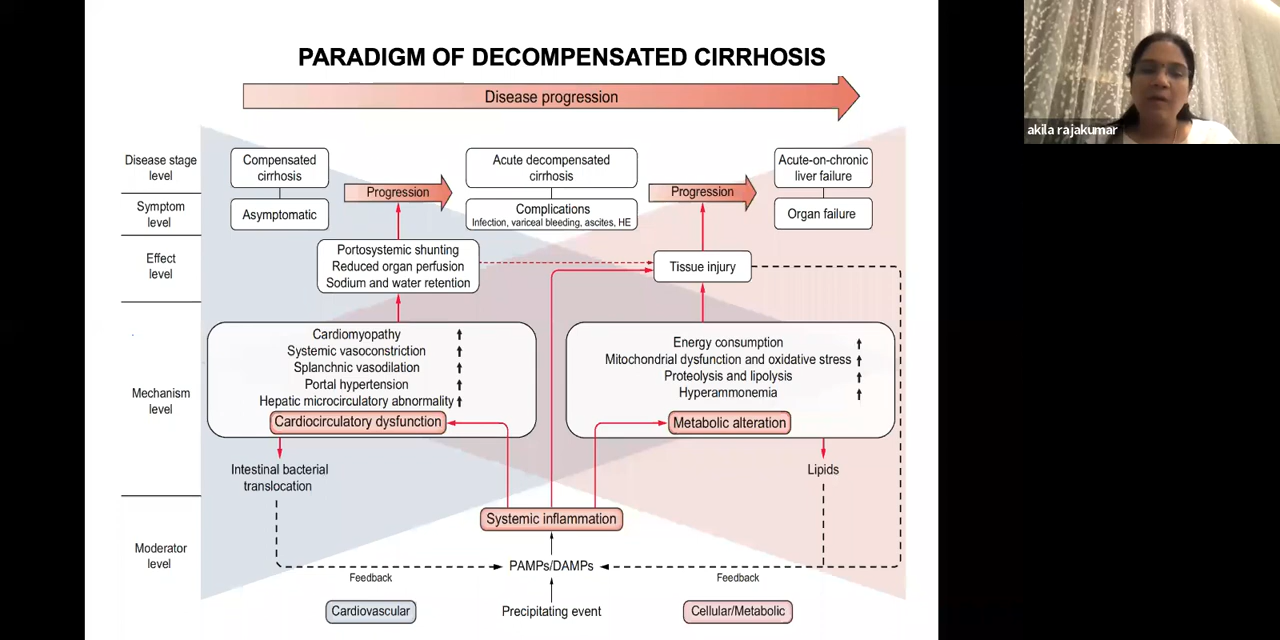 PARADIGM OF DECOMPENSATED CIRRHOSIS
Disease progression
akila rajakumar
Disease stage
level
Compensated
cirrhosis
Acute decompensated
cirrhosis
Acute-on-chronic
liver failure
Progression
Progression
Symptom
level
Asymptomatic
Complications
Infection, variceal bleeding, ascites, HE
Organ failure
Effect
level
Portosystemic shunting
Reduced organ perfusion
Sodium and water retention
Tissue injury
Mechanism
level
Cardiomyopathy
Systemic vasoconstriction
Splanchnic vasodilation
Portal hypertension
Hepatic microcirculatory abnormality
Cardiocirculatory dysfunction
Energy consumption
Mitochondrial dysfunction and oxidative stress
Proteolysis and lipolysis
Hyperammonemia
Metabolic alteration
Intestinal bacterial
translocation
Lipids
Systemic inflammation
Moderator
level
PAMPs/DAMPs
Feedback
Feedback
Cardiovascular
Precipitating event
Cellular/Metabolic